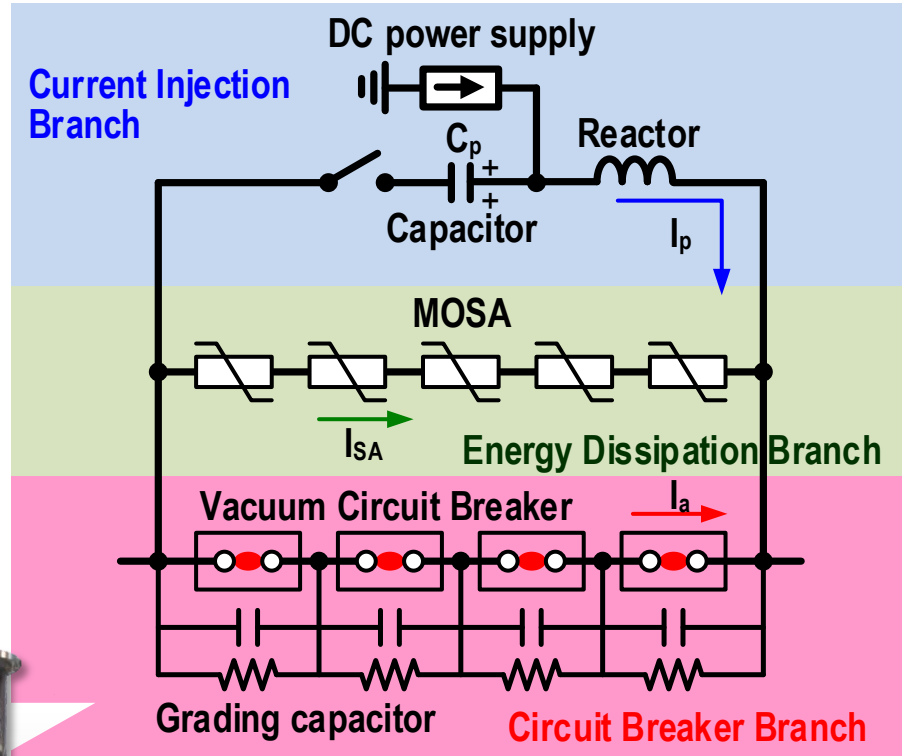 DC power supply
Current Injection
Branch
Cp
Reactor
+
+
Capacitor
Ip
MOSA
ISA
Energy Dissipation Branch
Vacuum Circuit Breaker
Ia
Grading capacitor
Circuit Breaker Branch